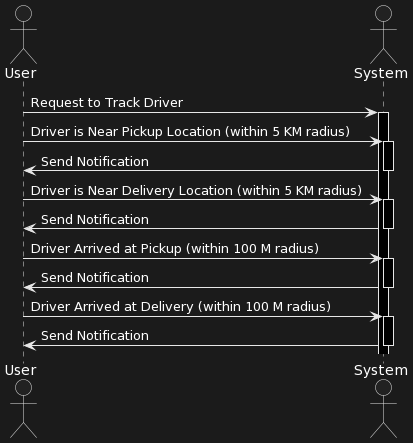 User
System
Request to Track Driver
Driver is Near Pickup Location (within 5 KM radius)
Send Notification
Driver is Near Delivery Location (within 5 KM radius)
Send Notification
Driver Arrived at Pickup (within 100 M radius)
Send Notification
Driver Arrived at Delivery (within 100 M radius)
Send Notification
User
System